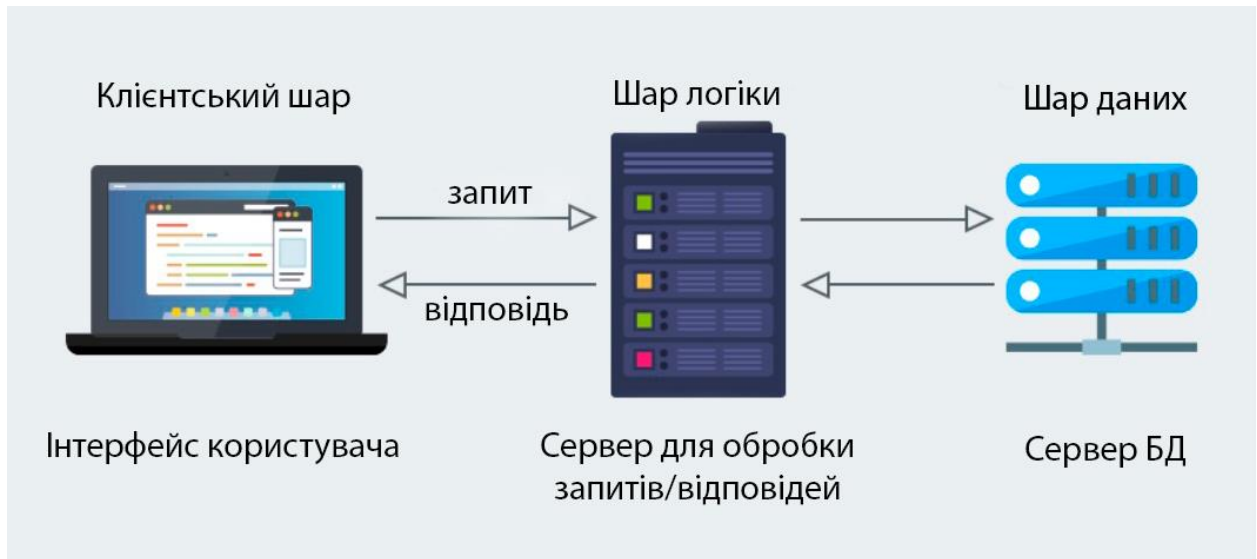 Клієнтський шар
Шар логіки
Шар даних
запит
відповідь
Інтерфейс користувача
Сервер для обробки
запитів/відповідей
Сервер БД